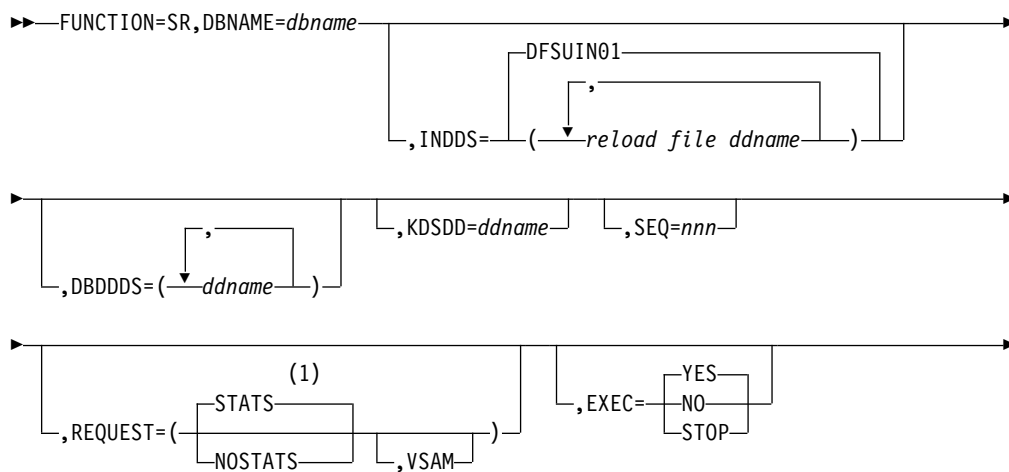 FUNCTION=SR,DBNAME=dbname
DFSUIN01
,
,INDDS= ( reload file ddname )
,
,DBDDDS=( ddname )
,KDSDD=ddname
,SEQ=nnn
(1)
STATS
,REQUEST=( )
NOSTATS ,VSAM
YES
,EXEC= NO
STOP